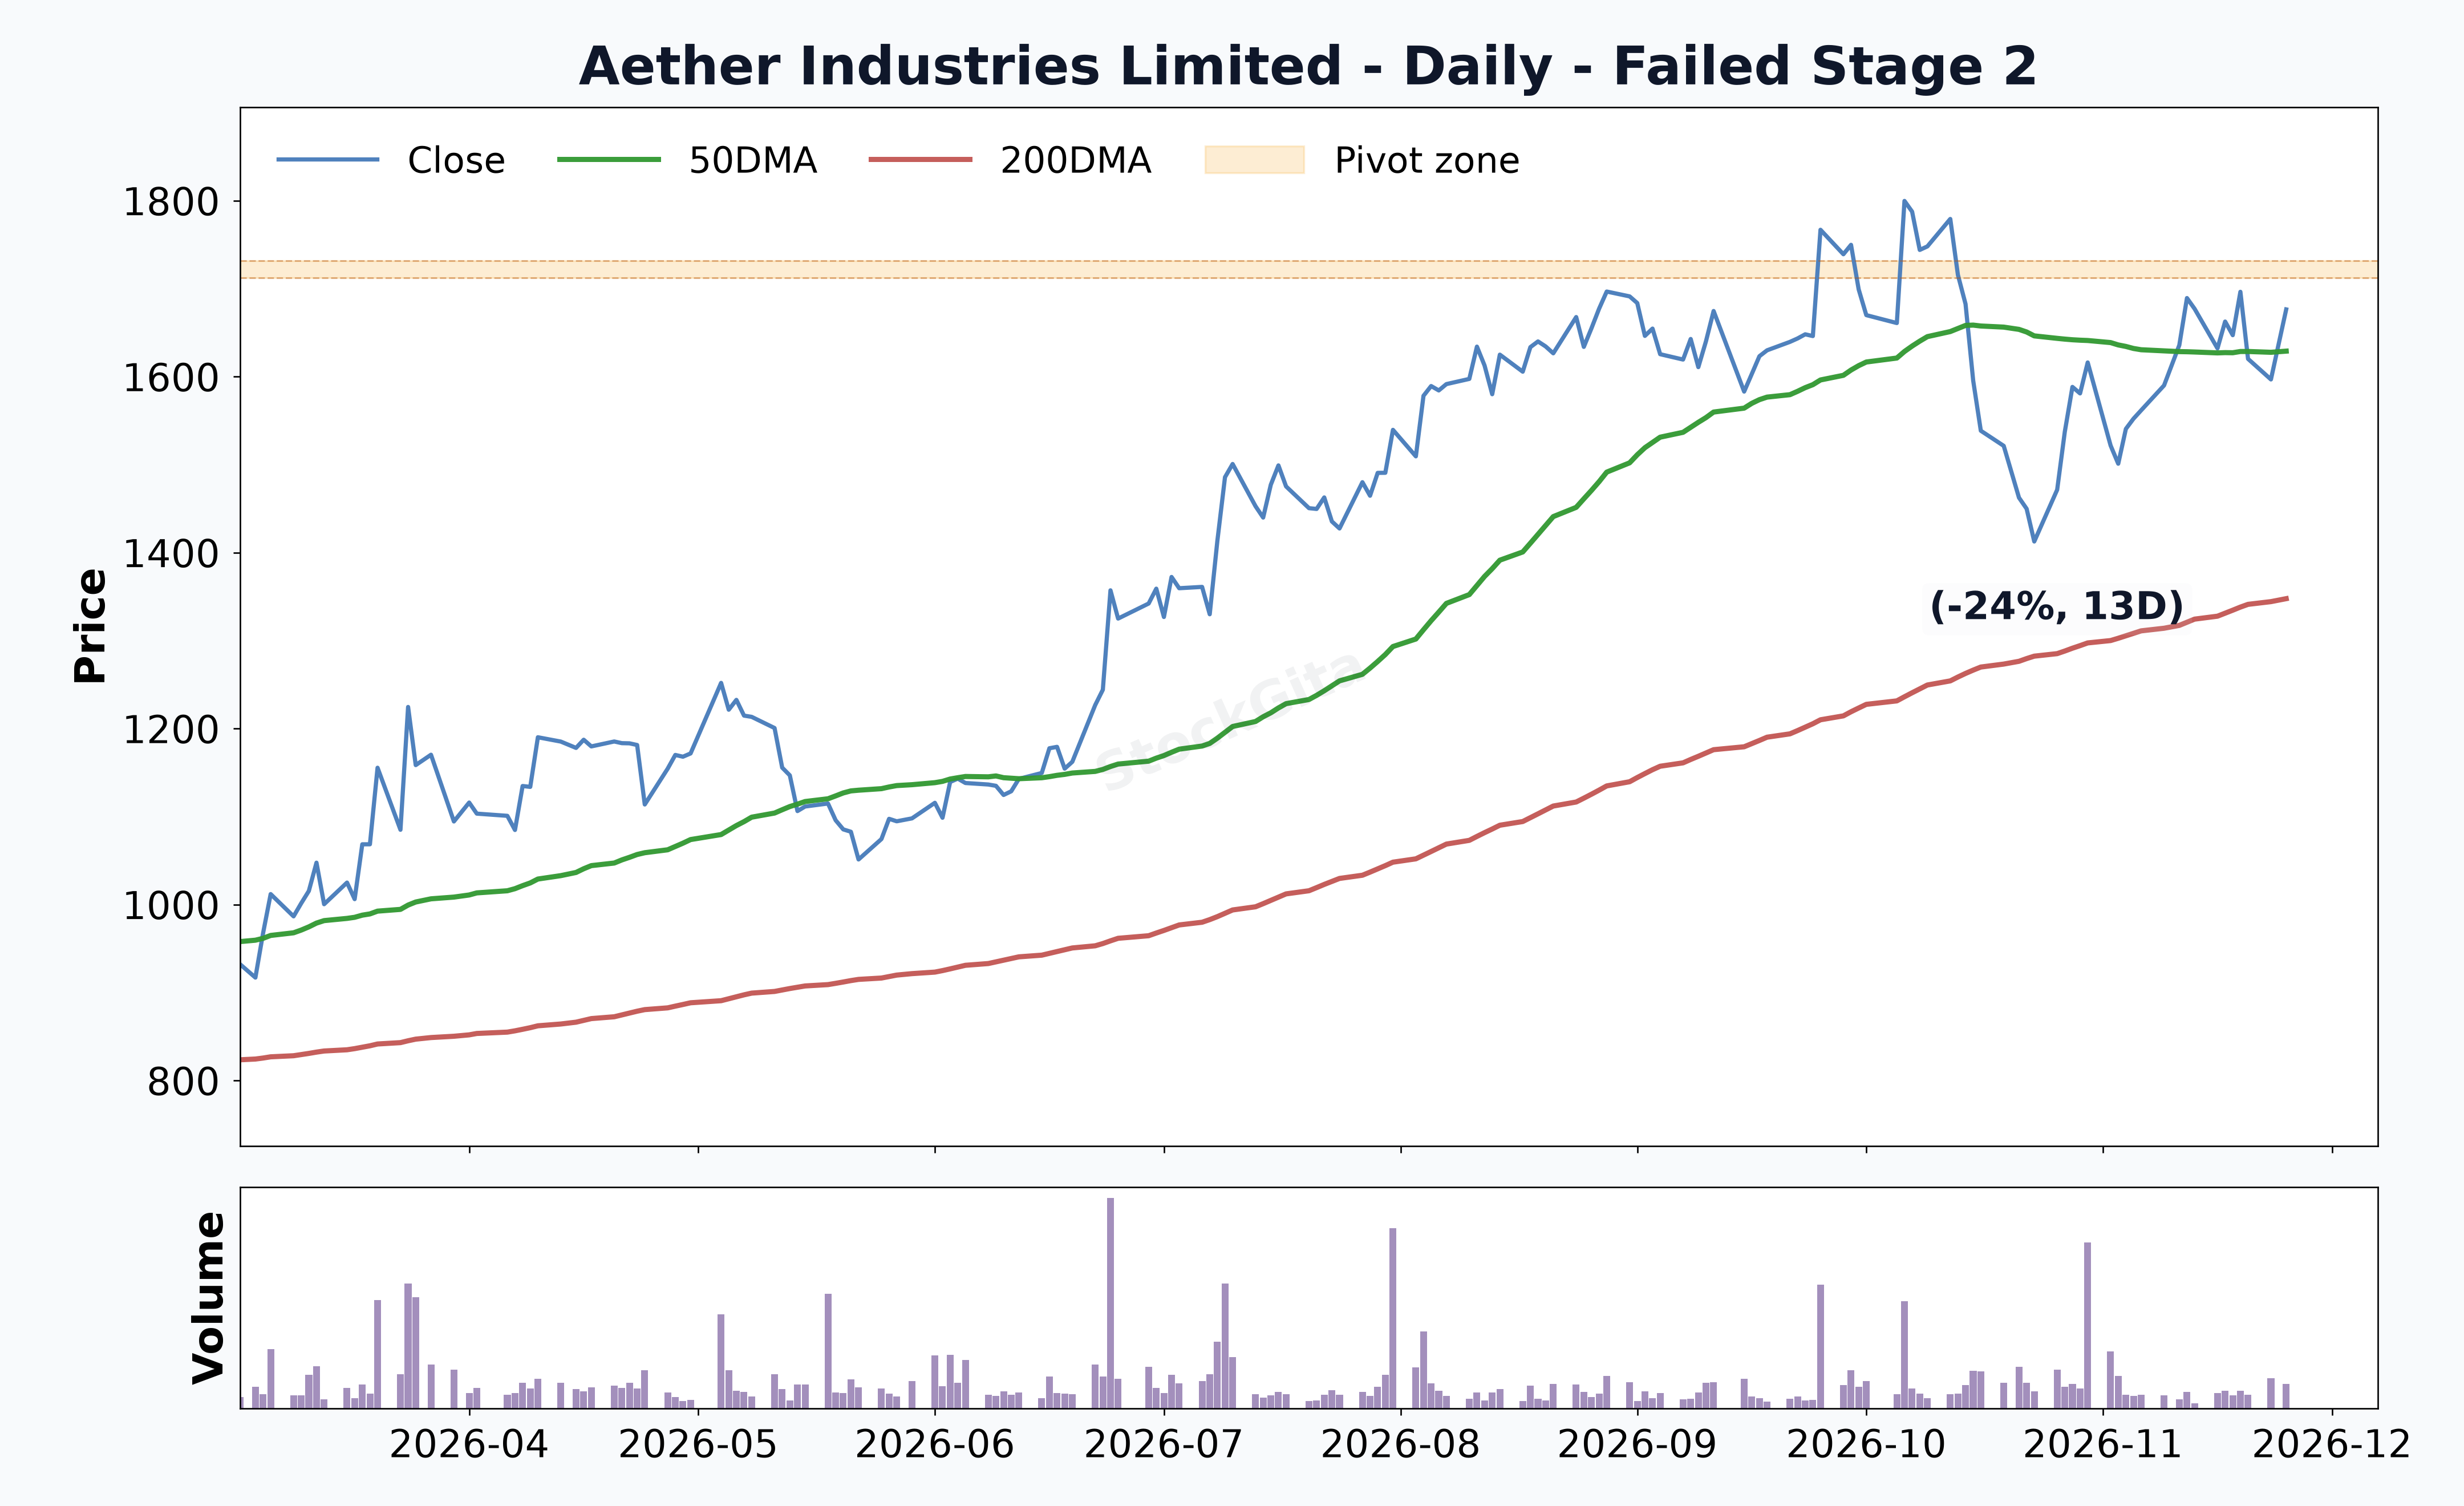 Aether Industries Limited - Daily - Failed Stage 2
Close 50DMA 200DMA Pivot zone
1800
1600
1400
1200
1000
800
Price
(-24%, 13D)
StockGita
Volume
2026-04 2026-05 2026-06 2026-07 2026-08 2026-09 2026-10 2026-11 2026-12